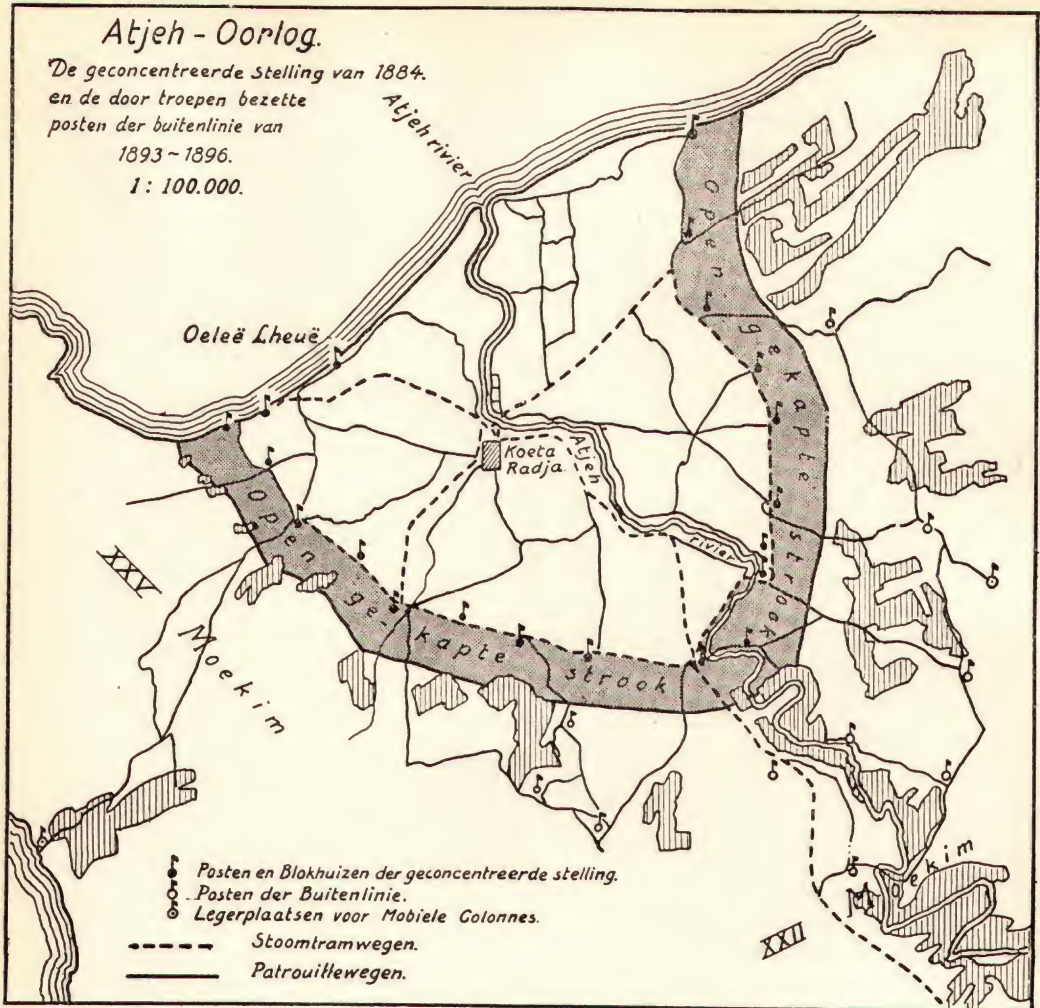 Atjeh - Oorlog.
De geconcentreerde stelling van 1884.
en de door troepen bezette
posten der buitenlinie van
1893 ~ 1896.
1 : 100.000.
Atjehrivier
Oeleë Lheuë
Koeta
Radja.
Atjeh
rivier
Open gekapte strook
Open ge-kapte strook
XXV
Moekim
XXII
Moekim
Posten en Blokhuizen der geconcentreerde stelling.
Posten der Buitenlinie.
Legerplaatsen voor Mobiele Colonnes.
Stoomtramwegen.
Patrouillewegen.